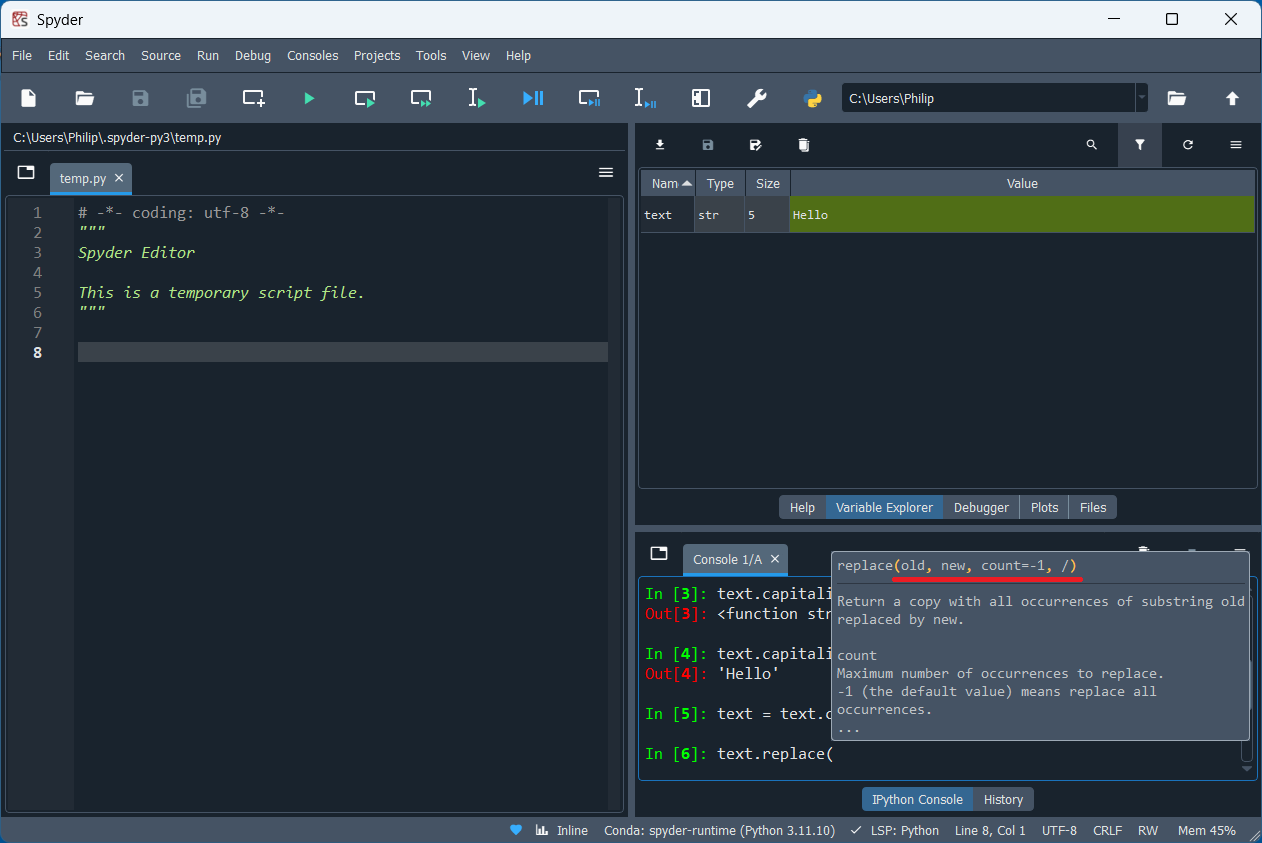 Spyder
File Edit Search Source Run Debug Consoles Projects Tools View Help
C:\Users\Philip
C:\Users\Philip\.spyder-py3\temp.py
temp.py
1 # -*- coding: utf-8 -*-
2 """
3 Spyder Editor
4
5 This is a temporary script file.
6 """
7
8
Nam Type Size Value
text str 5 Hello
Help Variable Explorer Debugger Plots Files
Console 1/A
In [3]: text.capitali
Out[3]: <function str
In [4]: text.capitali
Out[4]: 'Hello'
In [5]: text = text.c
In [6]: text.replace(
replace(old, new, count=-1, /)
Return a copy with all occurrences of substring old
replaced by new.
count
Maximum number of occurrences to replace.
-1 (the default value) means replace all
occurrences.
...
IPython Console History
Inline Conda: spyder-runtime (Python 3.11.10) LSP: Python Line 8, Col 1 UTF-8 CRLF RW Mem 45%